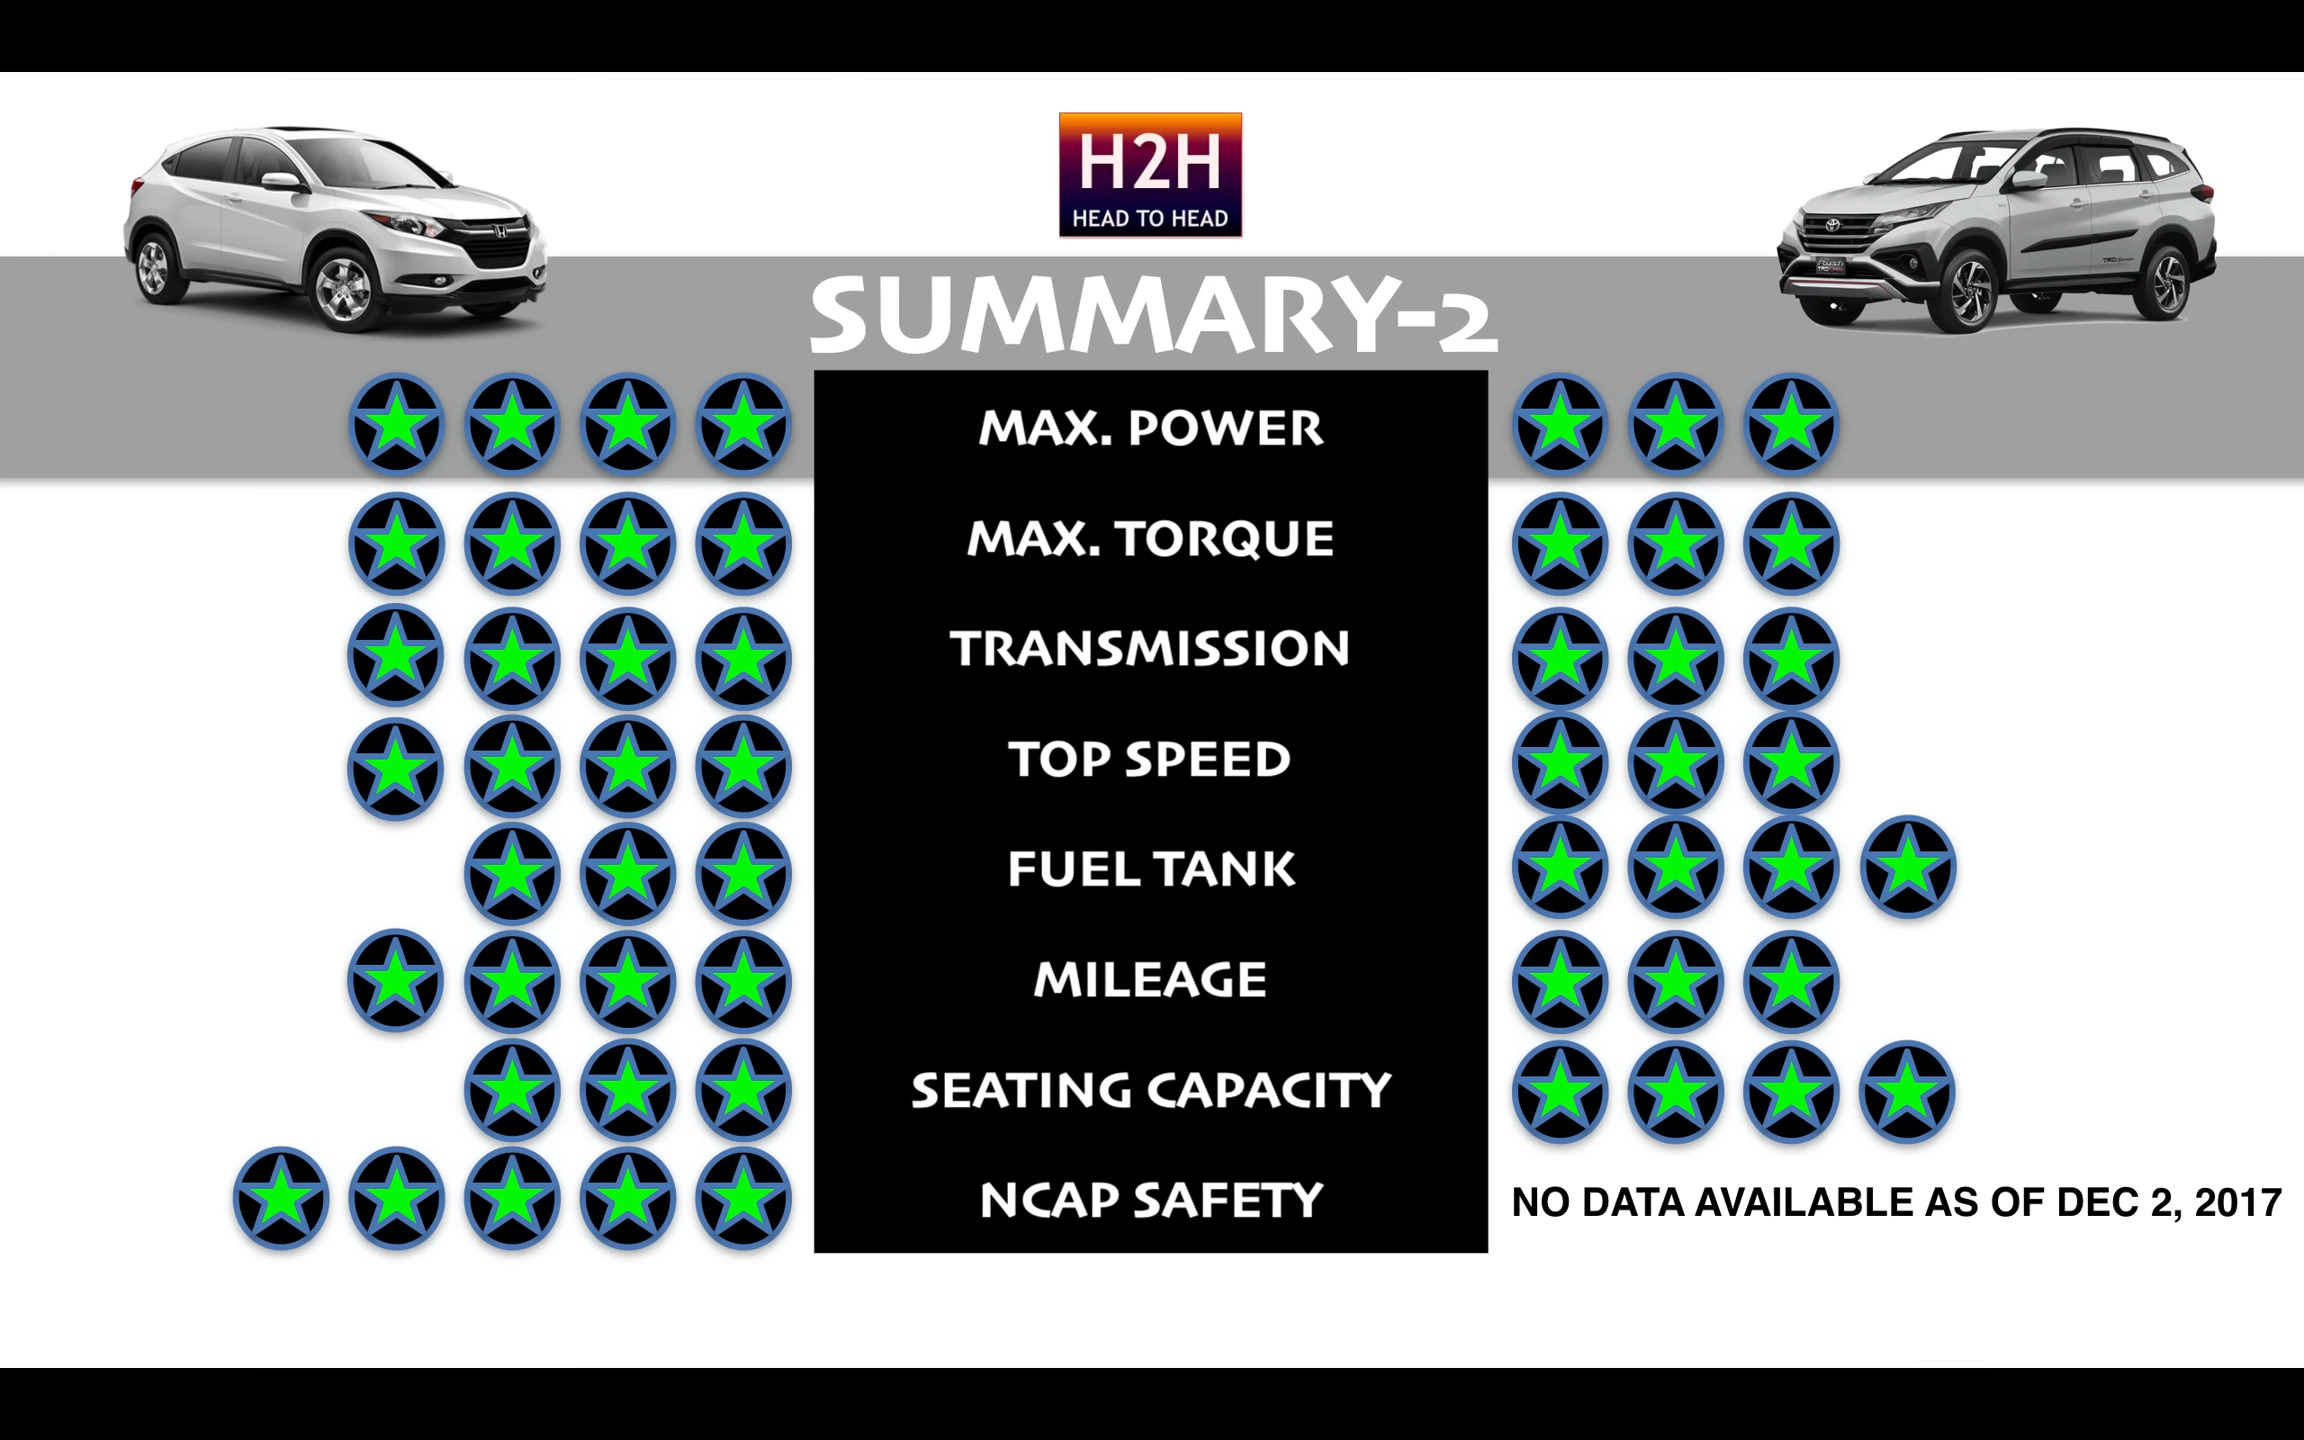 H2H
HEAD TO HEAD
SUMMARY-2
MAX. POWER
MAX. TORQUE
TRANSMISSION
TOP SPEED
FUEL TANK
MILEAGE
SEATING CAPACITY
NCAP SAFETY
NO DATA AVAILABLE AS OF DEC 2, 2017